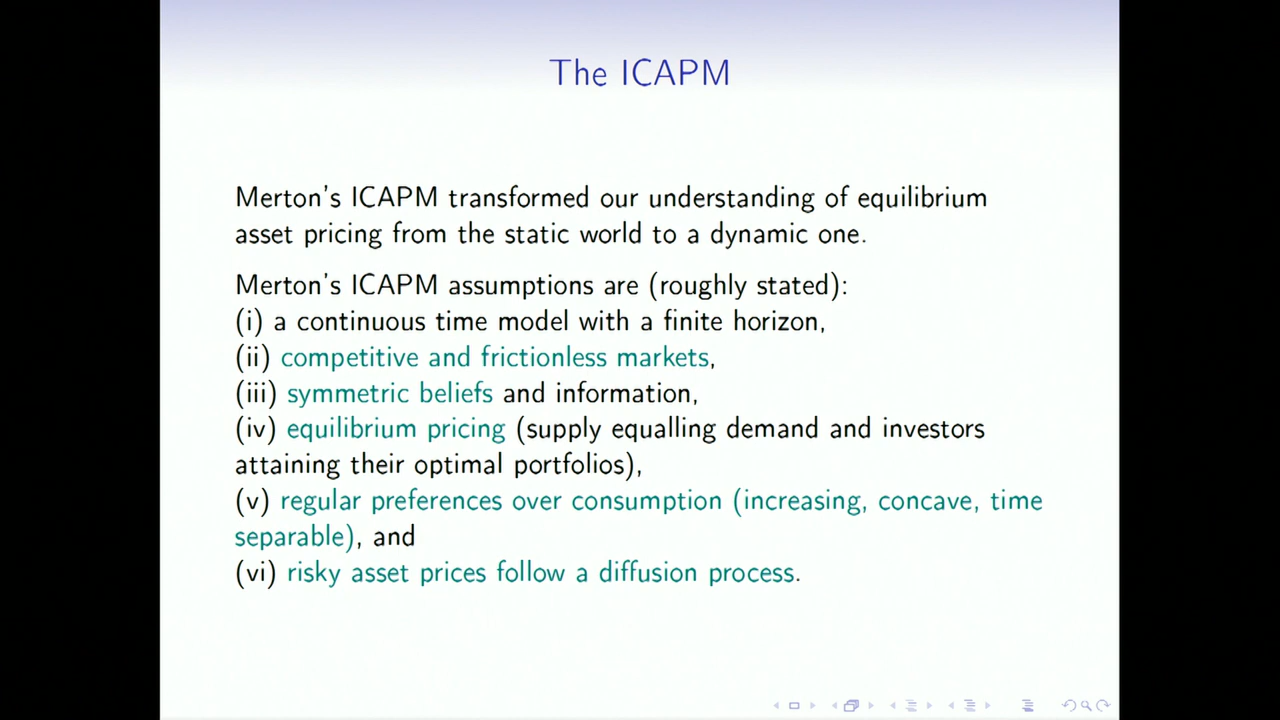 The ICAPM
Merton's ICAPM transformed our understanding of equilibrium
asset pricing from the static world to a dynamic one.
Merton's ICAPM assumptions are (roughly stated):
(i) a continuous time model with a finite horizon,
(ii) competitive and frictionless markets,
(iii) symmetric beliefs and information,
(iv) equilibrium pricing (supply equalling demand and investors
attaining their optimal portfolios),
(v) regular preferences over consumption (increasing, concave, time
separable), and
(vi) risky asset prices follow a diffusion process.